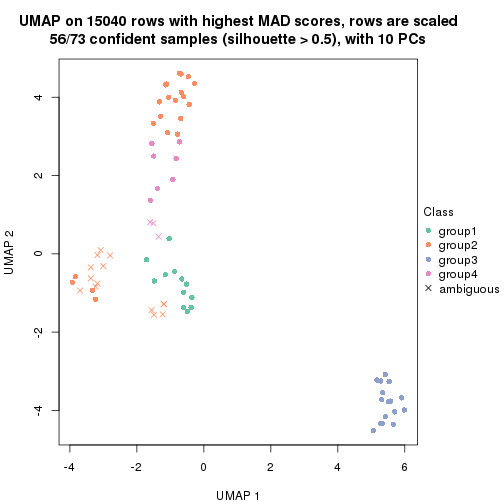 UMAP on 15040 rows with highest MAD scores, rows are scaled
56/73 confident samples (silhouette > 0.5), with 10 PCs
4
2
0
-2
-4
UMAP 2
-4
-2
0
2
4
6
UMAP 1
Class
group1
group2
group3
group4
ambiguous